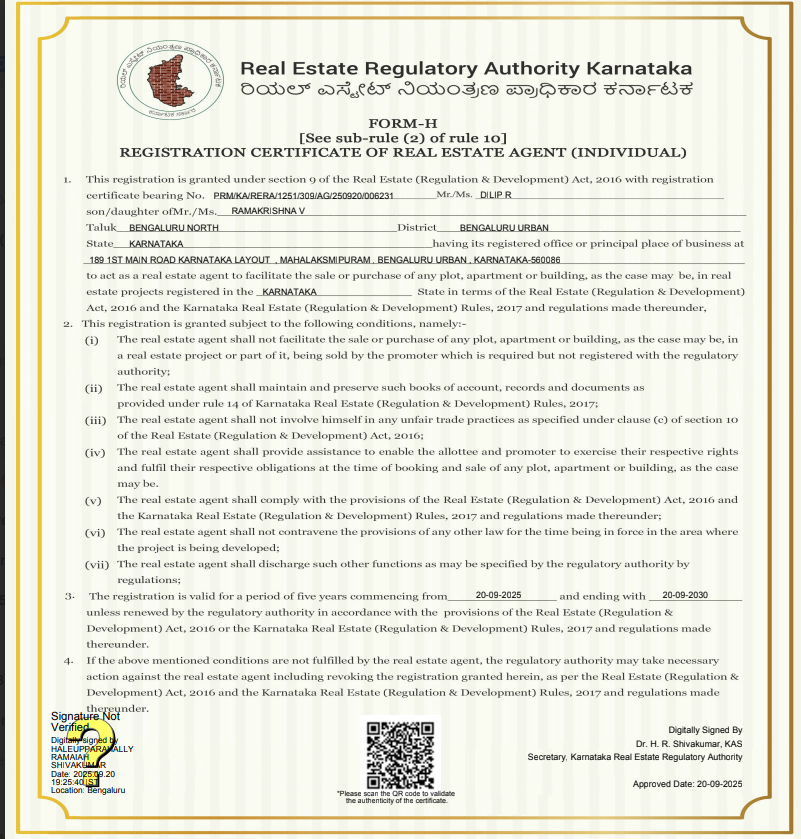 ರಿಯಲ್ ಎಸ್ಟೇಟ್ ನಿಯಂತ್ರಣ ಪ್ರಾಧಿಕಾರ ಕರ್ನಾಟಕ
ಕರ್ನಾಟಕ ಸರ್ಕಾರ
Real Estate Regulatory Authority Karnataka
ರಿಯಲ್ ಎಸ್ಟೇಟ್ ನಿಯಂತ್ರಣ ಪ್ರಾಧಿಕಾರ ಕರ್ನಾಟಕ
FORM-H
[See sub-rule (2) of rule 10]
REGISTRATION CERTIFICATE OF REAL ESTATE AGENT (INDIVIDUAL)
1. This registration is granted under section 9 of the Real Estate (Regulation & Development) Act, 2016 with registration
certificate bearing No. PRM/KA/RERA/1251/309/AG/250920/006231 Mr./Ms. DILIP R
son/daughter ofMr./Ms. RAMAKRISHNA V
Taluk BENGALURU NORTH District BENGALURU URBAN
State KARNATAKA having its registered office or principal place of business at
189 1ST MAIN ROAD KARNATAKA LAYOUT , MAHALAKSMIPURAM , BENGALURU URBAN , KARNATAKA-560086
to act as a real estate agent to facilitate the sale or purchase of any plot, apartment or building, as the case may be, in real
estate projects registered in the KARNATAKA State in terms of the Real Estate (Regulation & Development)
Act, 2016 and the Karnataka Real Estate (Regulation & Development) Rules, 2017 and regulations made thereunder,
2. This registration is granted subject to the following conditions, namely:-
(i) The real estate agent shall not facilitate the sale or purchase of any plot, apartment or building, as the case may be, in
a real estate project or part of it, being sold by the promoter which is required but not registered with the regulatory
authority;
(ii) The real estate agent shall maintain and preserve such books of account, records and documents as
provided under rule 14 of Karnataka Real Estate (Regulation & Development) Rules, 2017;
(iii) The real estate agent shall not involve himself in any unfair trade practices as specified under clause (c) of section 10
of the Real Estate (Regulation & Development) Act, 2016;
(iv) The real estate agent shall provide assistance to enable the allottee and promoter to exercise their respective rights
and fulfil their respective obligations at the time of booking and sale of any plot, apartment or building, as the case
may be.
(v) The real estate agent shall comply with the provisions of the Real Estate (Regulation & Development) Act, 2016 and
the Karnataka Real Estate (Regulation & Development) Rules, 2017 and regulations made thereunder;
(vi) The real estate agent shall not contravene the provisions of any other law for the time being in force in the area where
the project is being developed;
(vii) The real estate agent shall discharge such other functions as may be specified by the regulatory authority by
regulations;
3. The registration is valid for a period of five years commencing from 20-09-2025 and ending with 20-09-2030
unless renewed by the regulatory authority in accordance with the provisions of the Real Estate (Regulation &
Development) Act, 2016 or the Karnataka Real Estate (Regulation & Development) Rules, 2017 and regulations made
thereunder.
4. If the above mentioned conditions are not fulfilled by the real estate agent, the regulatory authority may take necessary
action against the real estate agent including revoking the registration granted herein, as per the Real Estate (Regulation &
Development) Act, 2016 and the Karnataka Real Estate (Regulation & Development) Rules, 2017 and regulations made
thereunder.
Signature Not
Verified
Digitally signed by
HALEUPPARAHALLY
RAMAIAH
SHIVAKUMAR
Date: 2025.09.20
19:25:40 IST
Location: Bengaluru
*Please scan the QR code to validate
the authenticity of the certificate.
Digitally Signed By
Dr. H. R. Shivakumar, KAS
Secretary, Karnataka Real Estate Regulatory Authority
Approved Date: 20-09-2025